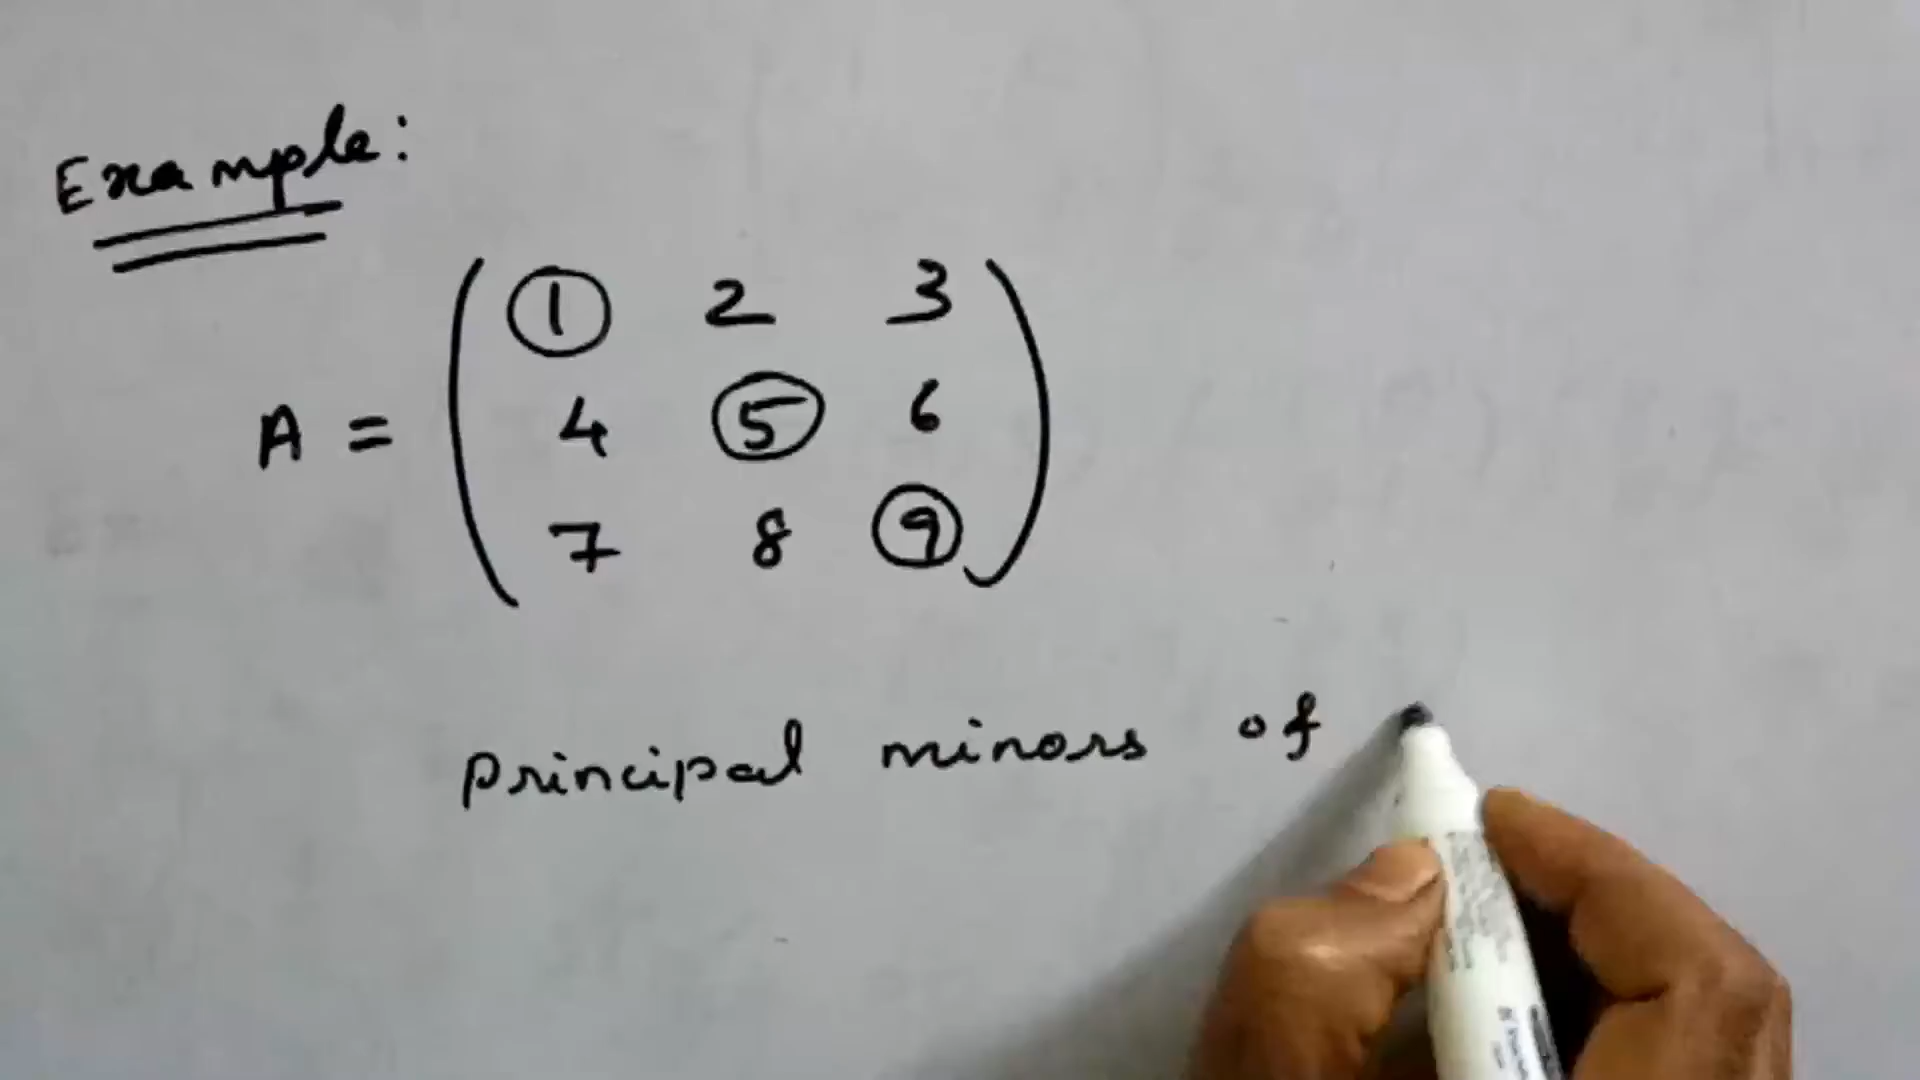 Example:
A = ( 1 2 3
4 5 6
7 8 9 )
principal minors of